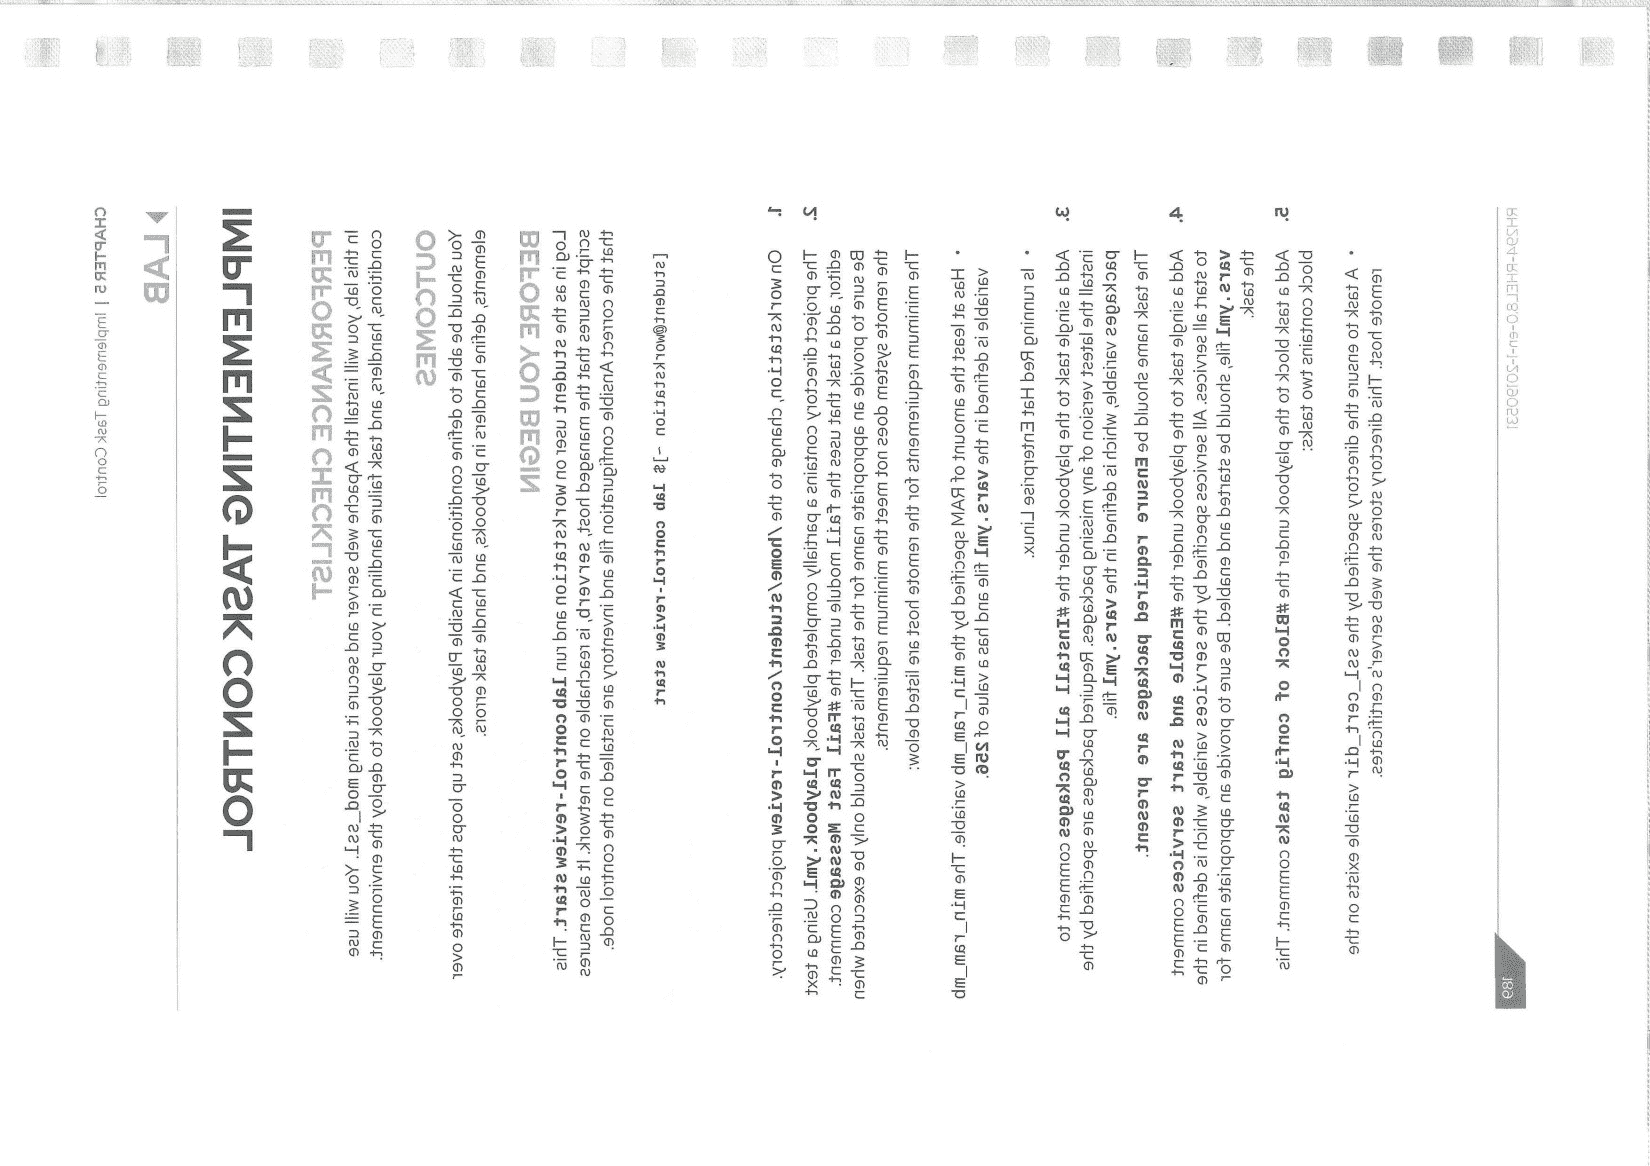 CHAPTER 5 | Implementing Task Control
LAB
IMPLEMENTING TASK CONTROL
PERFORMANCE CHECKLIST
In this lab, you will install the Apache web server and secure it using mod_ssl. You will use
conditions, handlers, and task failure handling in your playbook to deploy the environment.
OUTCOMES
You should be able to define conditionals in Ansible Playbooks, set up loops that iterate over
elements, define handlers in playbooks, and handle task errors.
BEFORE YOU BEGIN
Log in as the student user on workstation and run lab control-review start. This
script ensures that the managed host, serverb, is reachable on the network. It also ensures
that the correct Ansible configuration file and inventory are installed on the control node.
[student@workstation ~]$ lab control-review start
1. On workstation, change to the /home/student/control-review project directory.
2. The project directory contains a partially completed playbook, playbook.yml. Using a text
editor, add a task that uses the fail module under the #Fail Fast Message comment.
Be sure to provide an appropriate name for the task. This task should only be executed when
the remote system does not meet the minimum requirements.
The minimum requirements for the remote host are listed below:
• Has at least the amount of RAM specified by the min_ram_mb variable. The min_ram_mb
variable is defined in the vars.yml file and has a value of 256.
• Is running Red Hat Enterprise Linux.
3. Add a single task to the playbook under the #Install all Packages comment to
install the latest version of any missing packages. Required packages are specified by the
packages variable, which is defined in the vars.yml file.
The task name should be Ensure required packages are present.
4. Add a single task to the playbook under the #Enable and start services comment
to start all services. All services specified by the services variable, which is defined in the
vars.yml file, should be started and enabled. Be sure to provide an appropriate name for
the task.
5. Add a task block to the playbook under the #Block of config tasks comment. This
block contains two tasks:
• A task to ensure the directory specified by the ssl_cert_dir variable exists on the
remote host. This directory stores the web server's certificates.
RH294-RHEL8.0-en-1-20190531
189